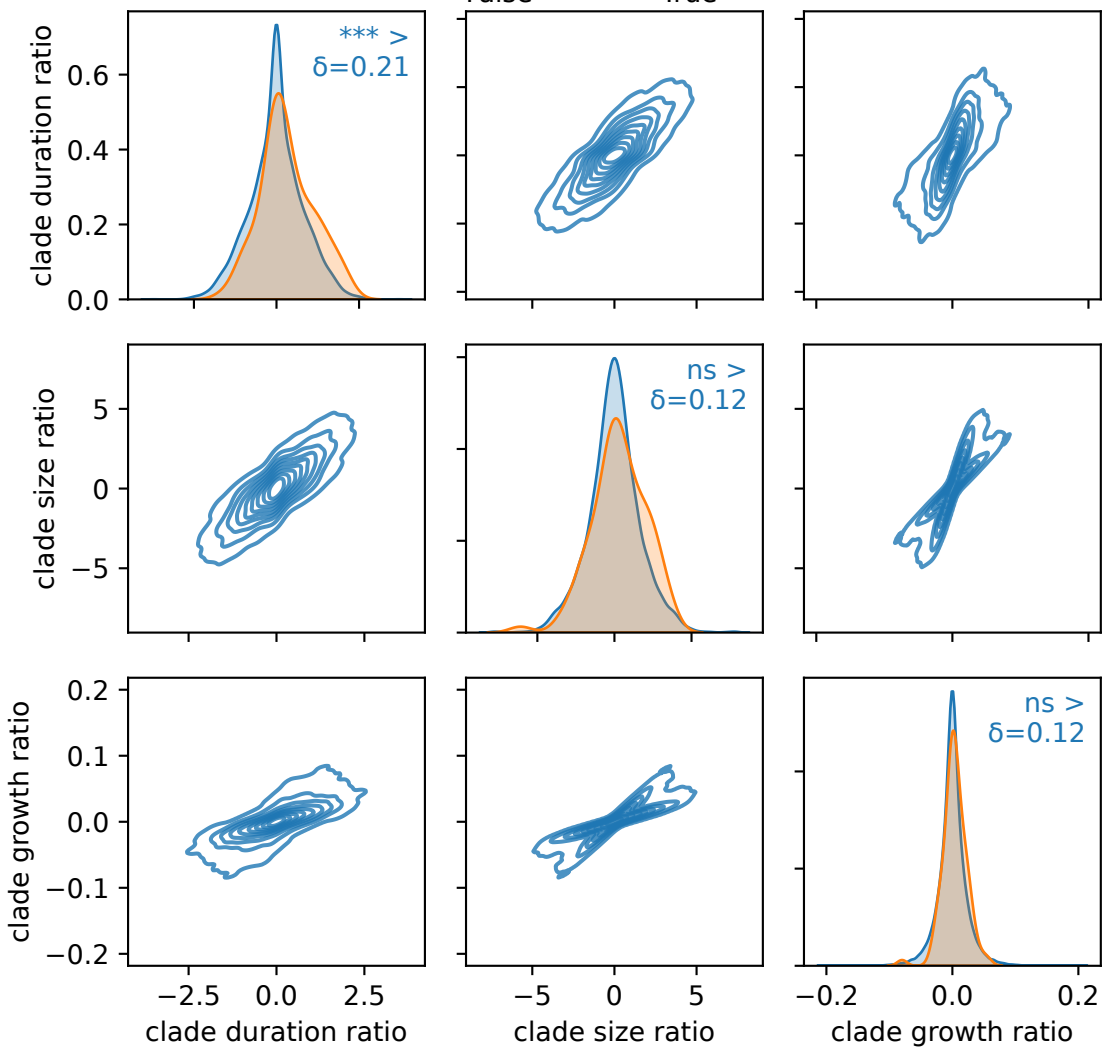 True
clade duration ratio
0.6
0.4
0.2
0.0
*** >
δ=0.21
clade size ratio
5
0
−5
ns >
δ=0.12
clade growth ratio
0.2
0.1
0.0
−0.1
−0.2
ns >
δ=0.12
−2.5 0.0 2.5
−5 0 5
−0.2 0.0 0.2
clade duration ratio
clade size ratio
clade growth ratio